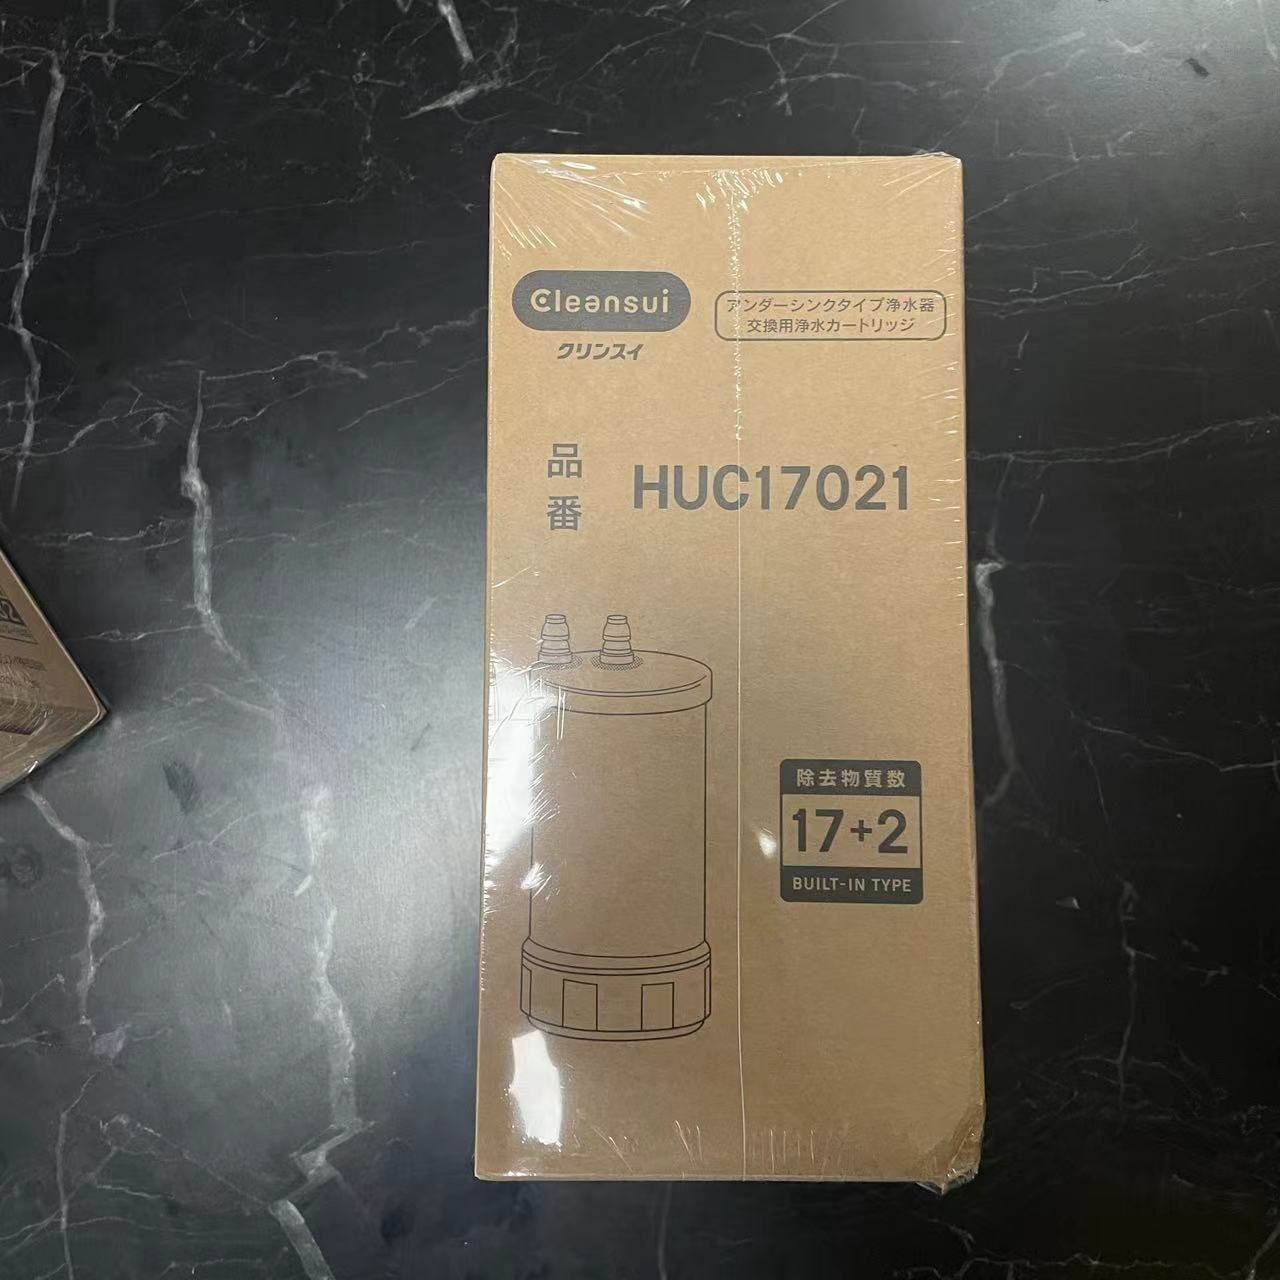 Cleansui
クリンスイ
アンダーシンクタイプ浄水器
交換用浄水カートリッジ
品番
HUC17021
除去物質数
17+2
BUILT-IN TYPE